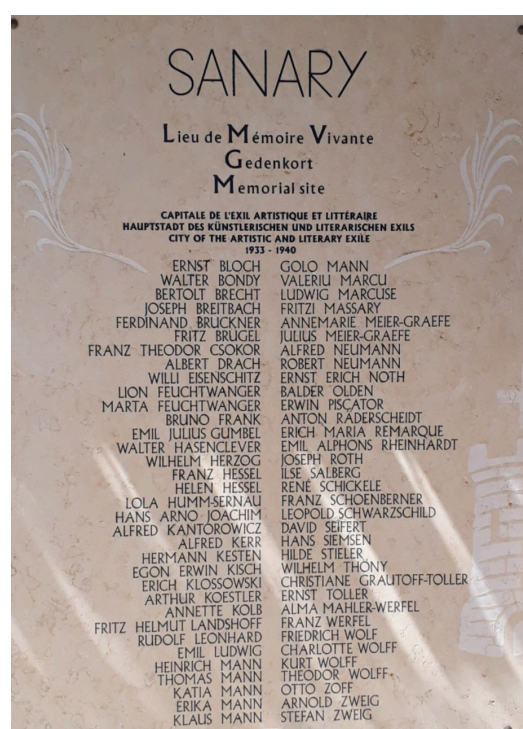 SANARY
Lieu de Mémoire Vivante
Gedenkort
Memorial site
CAPITALE DE L'EXIL ARTISTIQUE ET LITTÉRAIRE
HAUPTSTADT DES KÜNSTLERISCHEN UND LITERARISCHEN EXILS
CITY OF THE ARTISTIC AND LITERARY EXILE
1933 - 1940
ERNST BLOCH
WALTER BONDY
BERTOLT BRECHT
JOSEPH BREITBACH
FERDINAND BRUCKNER
FRITZ BRÜGEL
FRANZ THEODOR CSOKOR
ALBERT DRACH
WILLI EISENSCHITZ
LION FEUCHTWANGER
MARTA FEUCHTWANGER
BRUNO FRANK
EMIL JULIUS GUMBEL
WALTER HASENCLEVER
WILHELM HERZOG
FRANZ HESSEL
HELEN HESSEL
LOLA HUMM-SERNAU
HANS ARNO JOACHIM
ALFRED KANTOROWICZ
ALFRED KERR
HERMANN KESTEN
EGON ERWIN KISCH
ERICH KLOSSOWSKI
ARTHUR KOESTLER
ANNETTE KOLB
FRITZ HELMUT LANDSHOFF
RUDOLF LEONHARD
EMIL LUDWIG
HEINRICH MANN
THOMAS MANN
KATIA MANN
ERIKA MANN
KLAUS MANN
GOLO MANN
VALERIU MARCU
LUDWIG MARCUSE
FRITZI MASSARY
ANNEMARIE MEIER-GRAEFE
JULIUS MEIER-GRAEFE
ALFRED NEUMANN
ROBERT NEUMANN
ERNST ERICH NOTH
BALDER OLDEN
ERWIN PISCATOR
ANTON RÄDERSCHEIDT
ERICH MARIA REMARQUE
EMIL ALPHONS RHEINHARDT
JOSEPH ROTH
ILSE SALBERG
RENÉ SCHICKELE
FRANZ SCHOENBERNER
LEOPOLD SCHWARZSCHILD
DAVID SEIFERT
HANS SIEMSEN
HILDE STIELER
WILHELM THÖNY
CHRISTIANE GRAUTOFF-TOLLER
ERNST TOLLER
ALMA MAHLER-WERFEL
FRANZ WERFEL
FRIEDRICH WOLF
CHARLOTTE WOLFF
KURT WOLFF
THEODOR WOLFF
OTTO ZOFF
ARNOLD ZWEIG
STEFAN ZWEIG